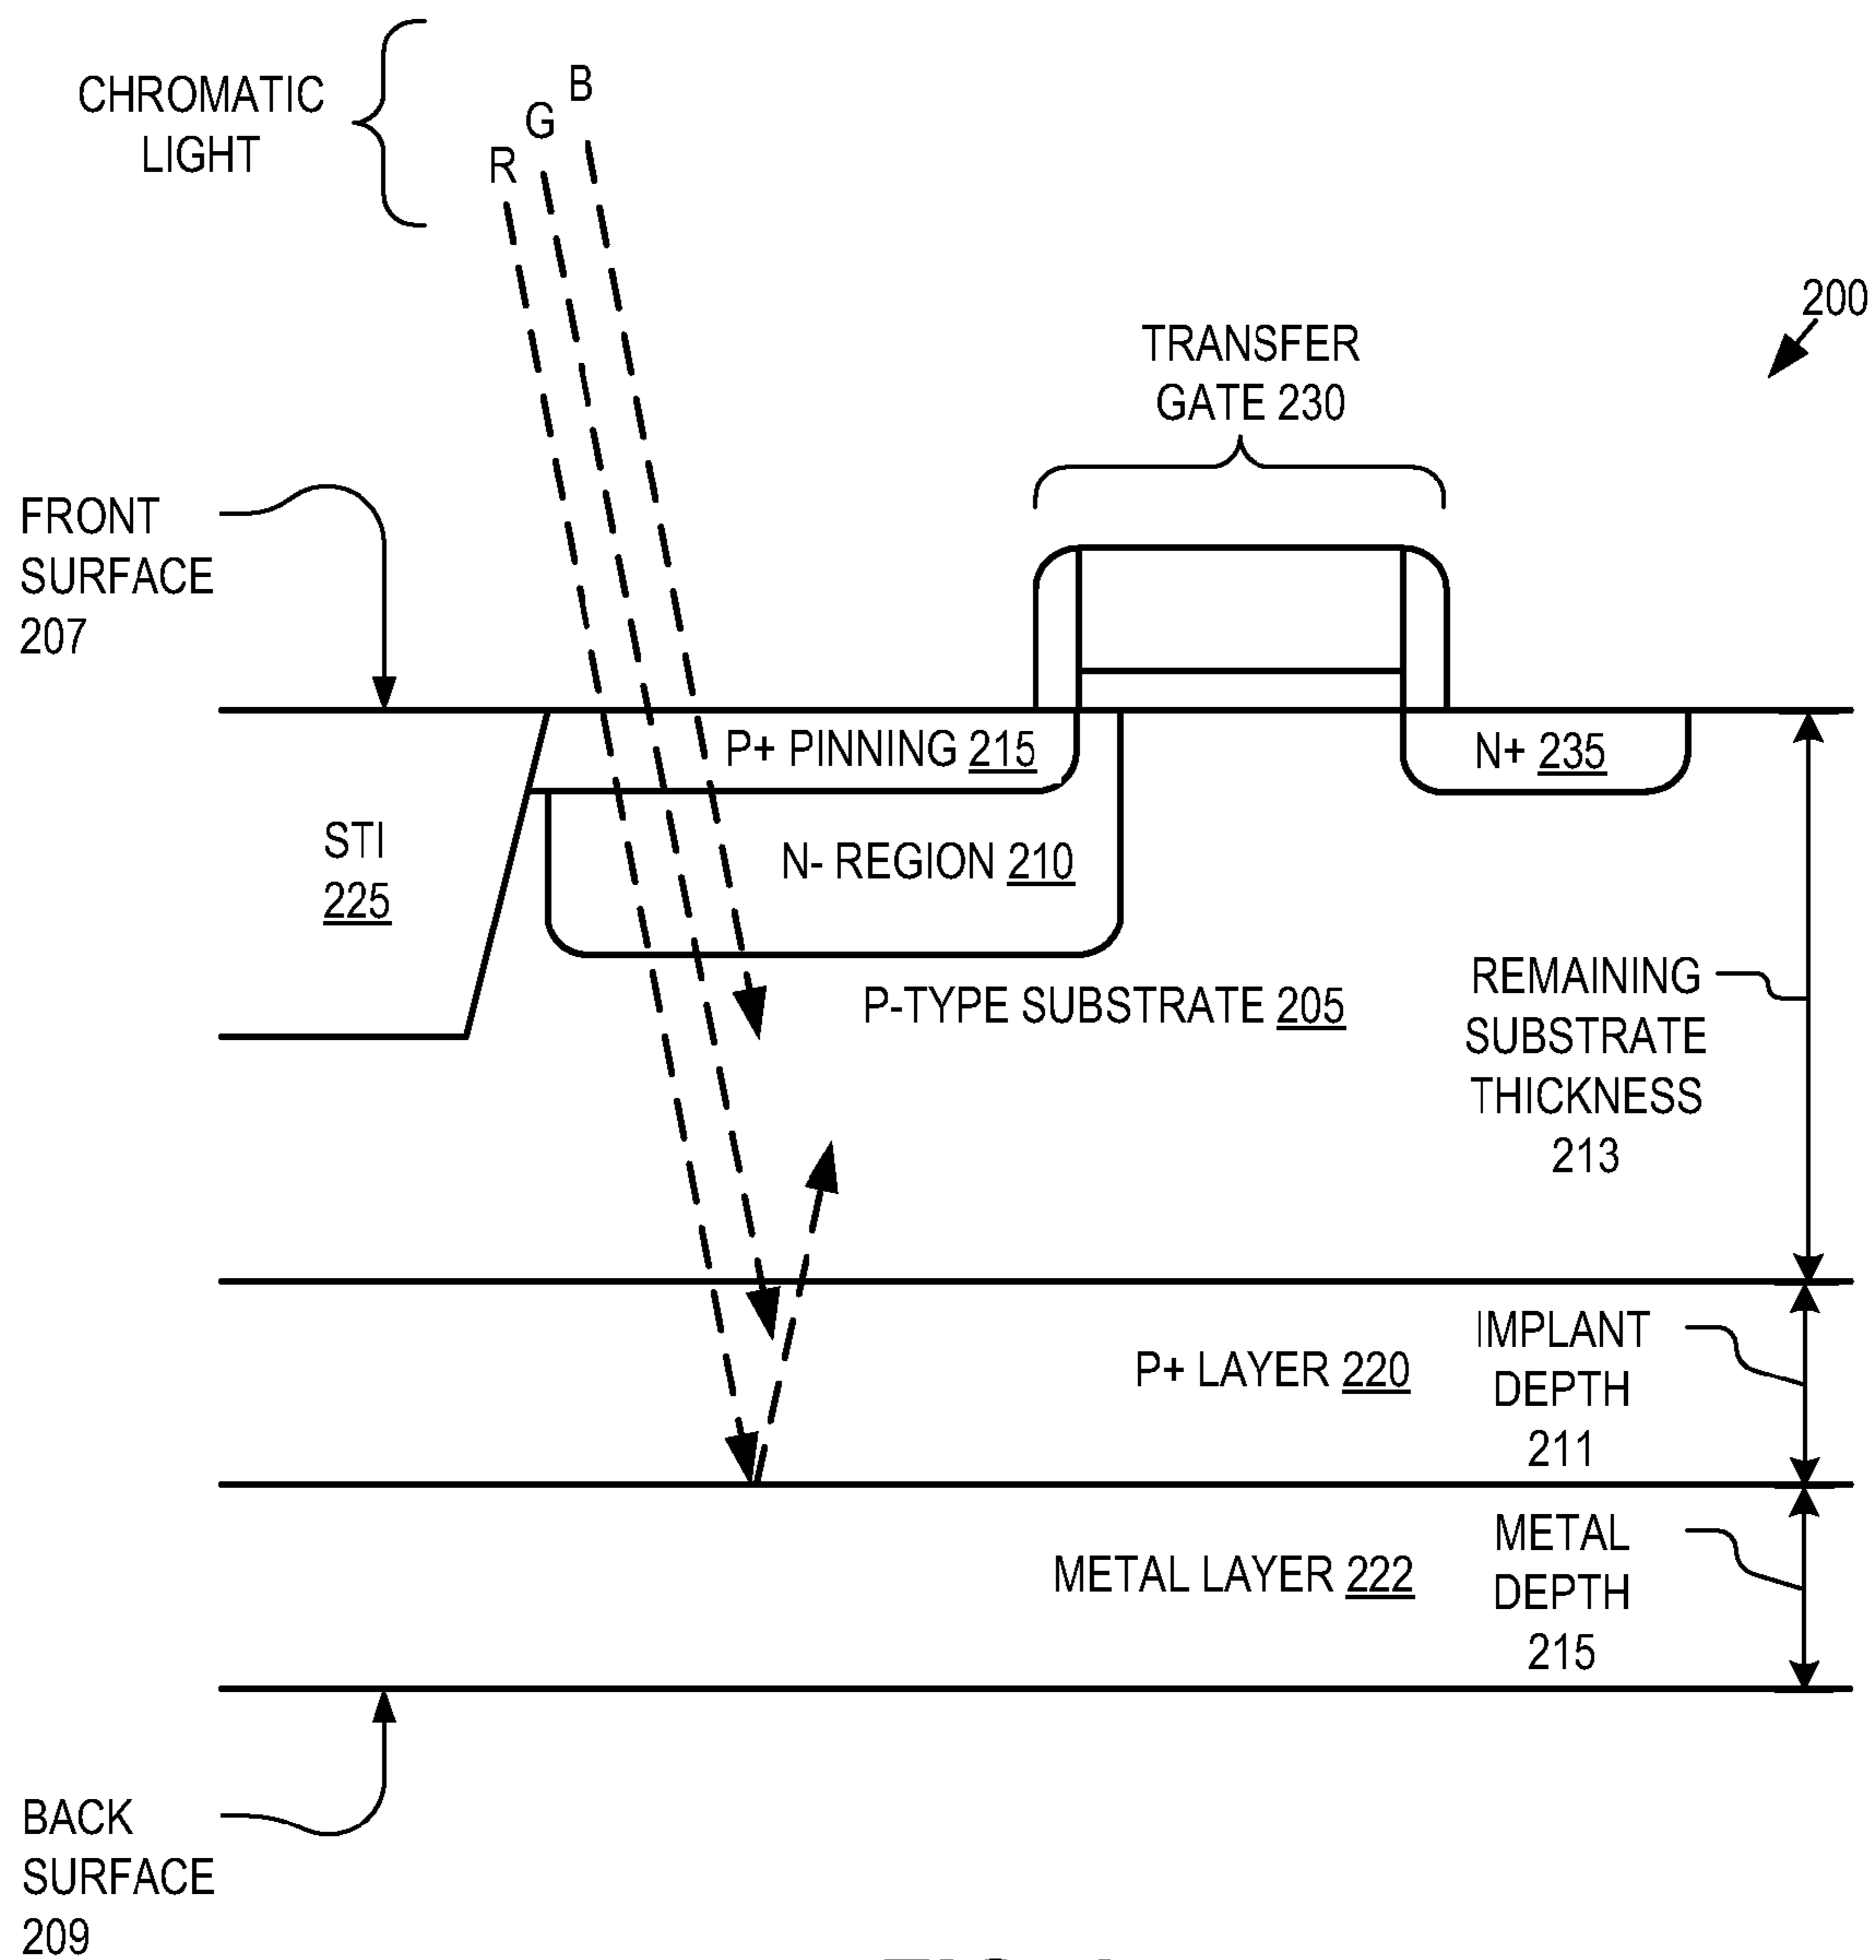 CHROMATIC
LIGHT
R
G
B
200
TRANSFER
GATE 230
FRONT
SURFACE
207
P+ PINNING 215
N+ 235
STI
225
N- REGION 210
P-TYPE SUBSTRATE 205
REMAINING
SUBSTRATE
THICKNESS
213
P+ LAYER 220
IMPLANT
DEPTH
211
METAL LAYER 222
METAL
DEPTH
215
BACK
SURFACE
209